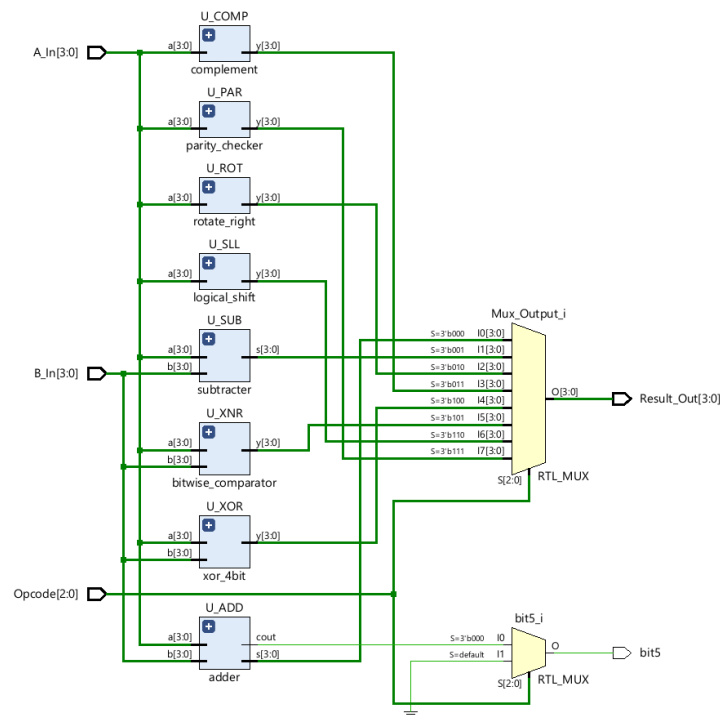 U_COMP
A_In[3:0]
a[3:0]
y[3:0]
complement
U_PAR
a[3:0]
y[3:0]
parity_checker
U_ROT
a[3:0]
y[3:0]
rotate_right
U_SLL
a[3:0]
y[3:0]
logical_shift
U_SUB
a[3:0]
s[3:0]
B_In[3:0]
b[3:0]
subtracter
U_XNR
a[3:0]
y[3:0]
b[3:0]
bitwise_comparator
U_XOR
a[3:0]
y[3:0]
b[3:0]
xor_4bit
Opcode[2:0]
U_ADD
a[3:0]
cout
b[3:0]
s[3:0]
adder
Mux_Output_i
S=3'b000 I0[3:0]
S=3'b001 I1[3:0]
S=3'b010 I2[3:0]
S=3'b011 I3[3:0]
S=3'b100 I4[3:0]
S=3'b101 I5[3:0]
S=3'b110 I6[3:0]
S=3'b111 I7[3:0]
O[3:0]
Result_Out[3:0]
S[2:0]
RTL_MUX
bit5_i
S=3'b000 I0
S=default I1
O
bit5
S[2:0]
RTL_MUX